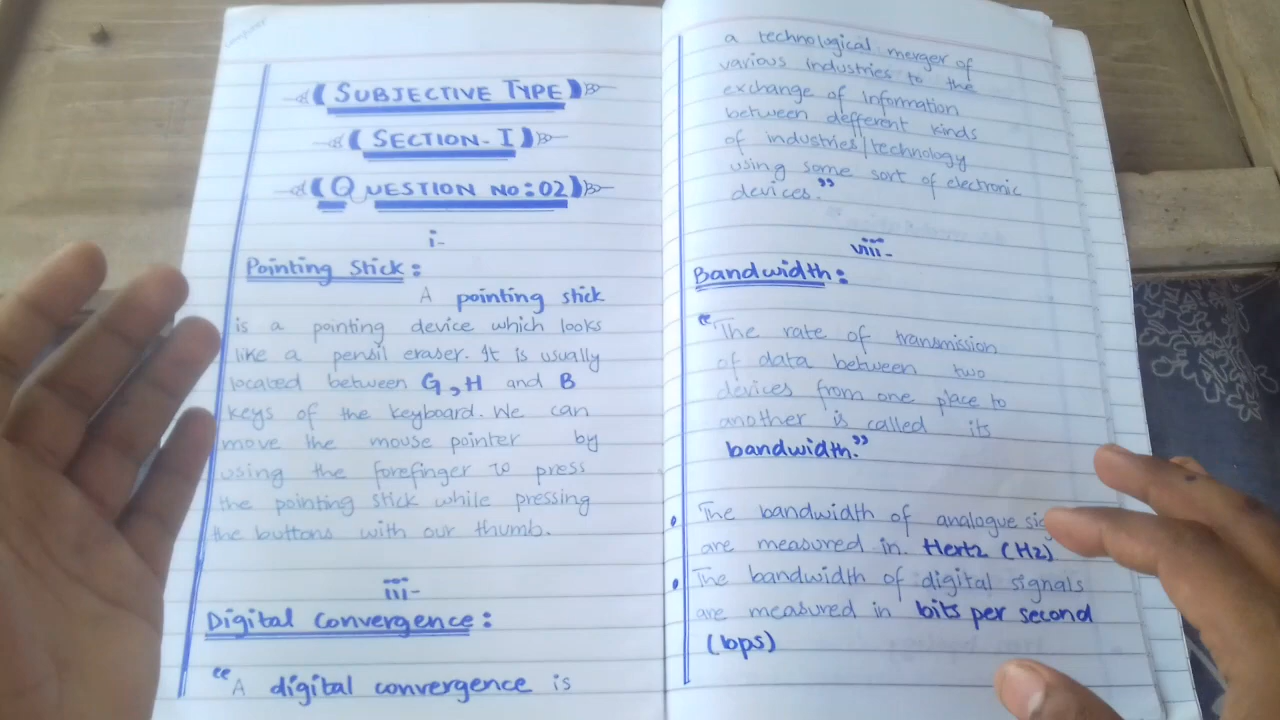 SUBJECTIVE TYPE
SECTION-I
QUESTION NO:02
i-
Pointing Stick:
A pointing stick
is a pointing device which looks
like a pensil eraser. It is usually
located between G,H and B
keys of the keyboard. We can
move the mouse pointer by
using the forefinger to press
the pointing stick while pressing
the buttons with our thumb.
iii-
Digital Convergence:
“A digital convergence is
a technological merger of
various industries to the
exchange of information
between defferent kinds
of industries/technology
using some sort of electronic
devices.”
viii-
Bandwidth:
“The rate of transmission
of data between two
devices from one place to
another is called its
bandwidth.”
• The bandwidth of analogue
are measured in Hertz (Hz)
• The bandwidth of digital signals
are measured in bits per second
(bps)